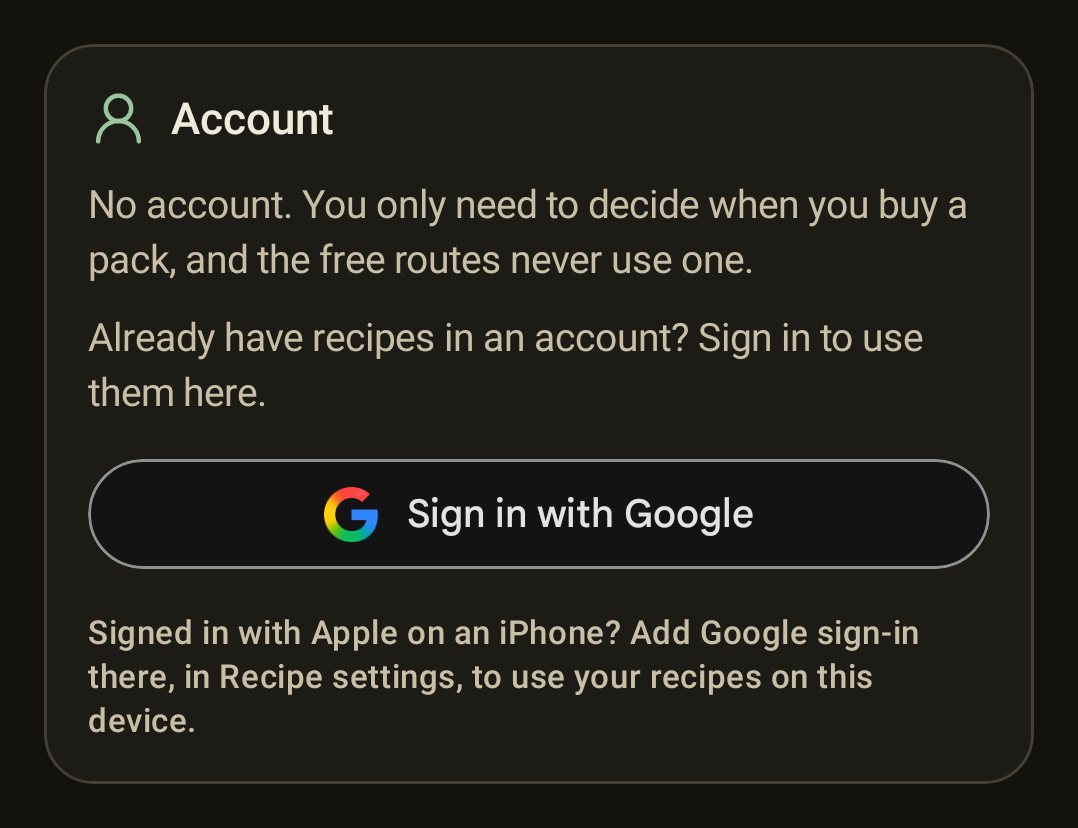 Account
No account. You only need to decide when you buy a
pack, and the free routes never use one.
Already have recipes in an account? Sign in to use
them here.
Sign in with Google
Signed in with Apple on an iPhone? Add Google sign-in
there, in Recipe settings, to use your recipes on this
device.